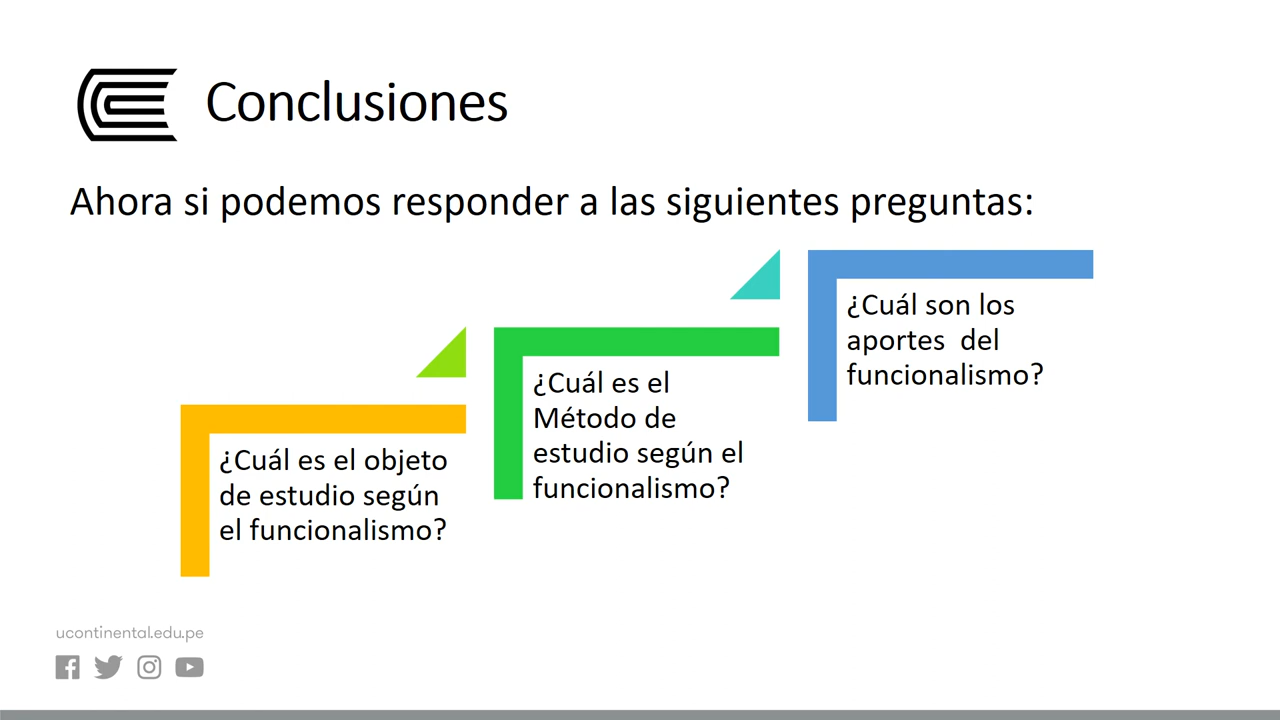 Conclusiones
Ahora si podemos responder a las siguientes preguntas:
¿Cuál es el objeto
de estudio según
el funcionalismo?
¿Cuál es el
Método de
estudio según el
funcionalismo?
¿Cuál son los
aportes  del
funcionalismo?
ucontinental.edu.pe